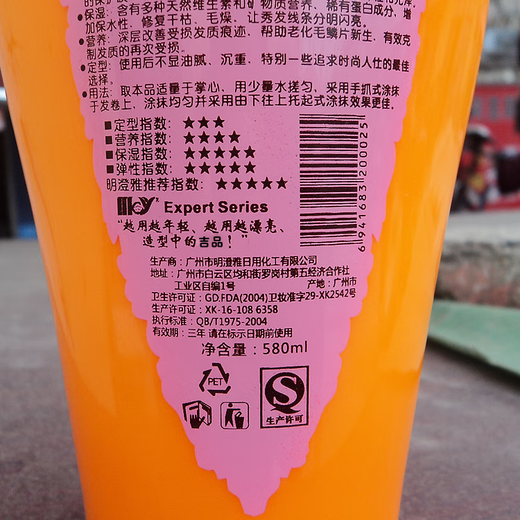 保湿：含有多种天然维生素和矿物质营养、稀有蛋白成分、增
加保水性，修复干枯、毛燥、让秀发线条分明闪亮。
营养：深层改善受损发质痕迹，帮助老化毛鳞片新生，有效克
制发质的再次受损。
定型：使用后不显油腻、沉重、特别一些追求时尚人仕的最佳
选择。
用法：取本品适量于掌心，用少量水搓匀，采用手抓式涂抹
于发卷上，涂抹均匀并采用由下往上托起式涂抹效果更佳。
定型指数：★★★
营养指数：★★★★
保湿指数：★★★★★
弹性指数：★★★★★
明澄雅推荐指数：★★★★★
Expert Series
“越用越年轻、越用越漂亮、
造型中的吉品！”
6941683200025
生产商：广州市明澄雅日用化工有限公司
地址：广州市白云区均和街罗岗村第五经济合作社
工业区自编1号 产地：广州市
卫生许可证：GD.FDA(2004)卫妆准字29-XK2542号
生产许可证：XK-16-108 6358
执行标准：QB/T1975-2004
有效期：三年 请在标示日期前使用
净含量：580ml
PET
生产许可